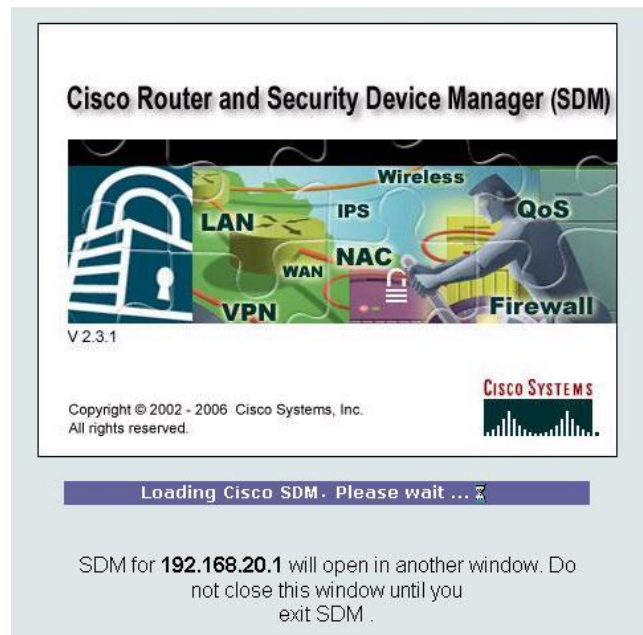 Cisco Router and Security Device Manager (SDM)
Wireless
LAN
IPS
QoS
WAN
NAC
VPN
Firewall
V 2.3.1
CISCO SYSTEMS
Copyright © 2002 - 2006 Cisco Systems, Inc.
All rights reserved.
Loading Cisco SDM. Please wait ...
SDM for 192.168.20.1 will open in another window. Do
not close this window until you
exit SDM .